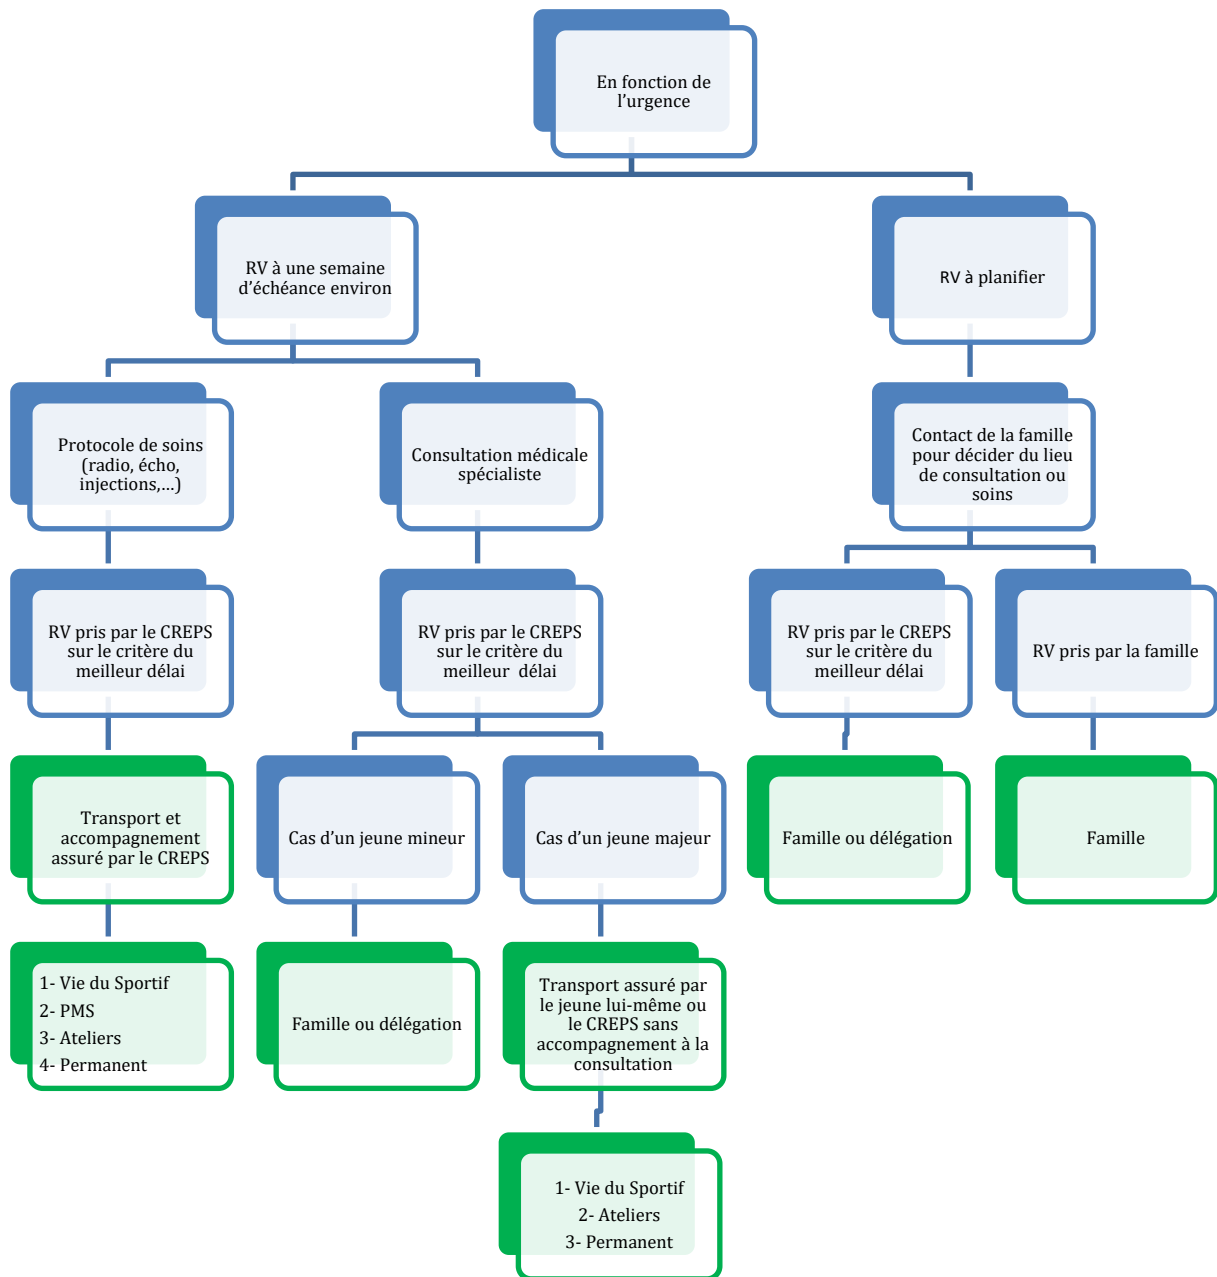 En fonction de
l’urgence
RV à une semaine
d’échéance environ
RV à planifier
Protocole de soins
(radio, écho,
injections,…)
Consultation médicale
spécialiste
Contact de la famille
pour décider du lieu
de consultation ou
soins
RV pris par le CREPS
sur le critère du
meilleur délai
RV pris par le CREPS
sur le critère du
meilleur  délai
RV pris par le CREPS
sur le critère du
meilleur délai
RV pris par la famille
Transport et
accompagnement
assuré par le CREPS
Cas d’un jeune mineur
Cas d’un jeune majeur
Famille ou délégation
Famille
1- Vie du Sportif
2- PMS
3- Ateliers
4- Permanent
Famille ou délégation
Transport assuré par
le jeune lui-même ou
le CREPS sans
accompagnement à la
consultation
1- Vie du Sportif
2- Ateliers
3- Permanent